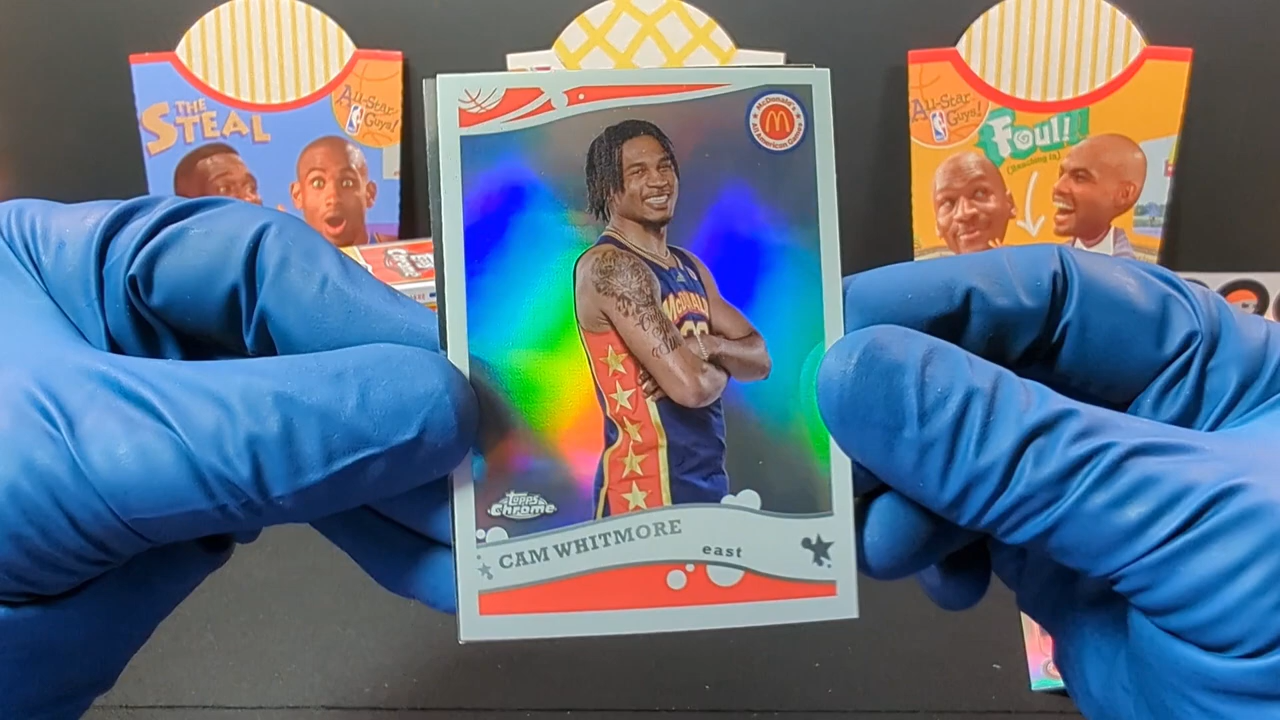 THE
STEAL
All-Star
Guys!
McDonald's
All American Games
McDONALD'S
Topps
Chrome
CAM WHITMORE
east
All-Star
Guys!
Foul!
(Reaching In)